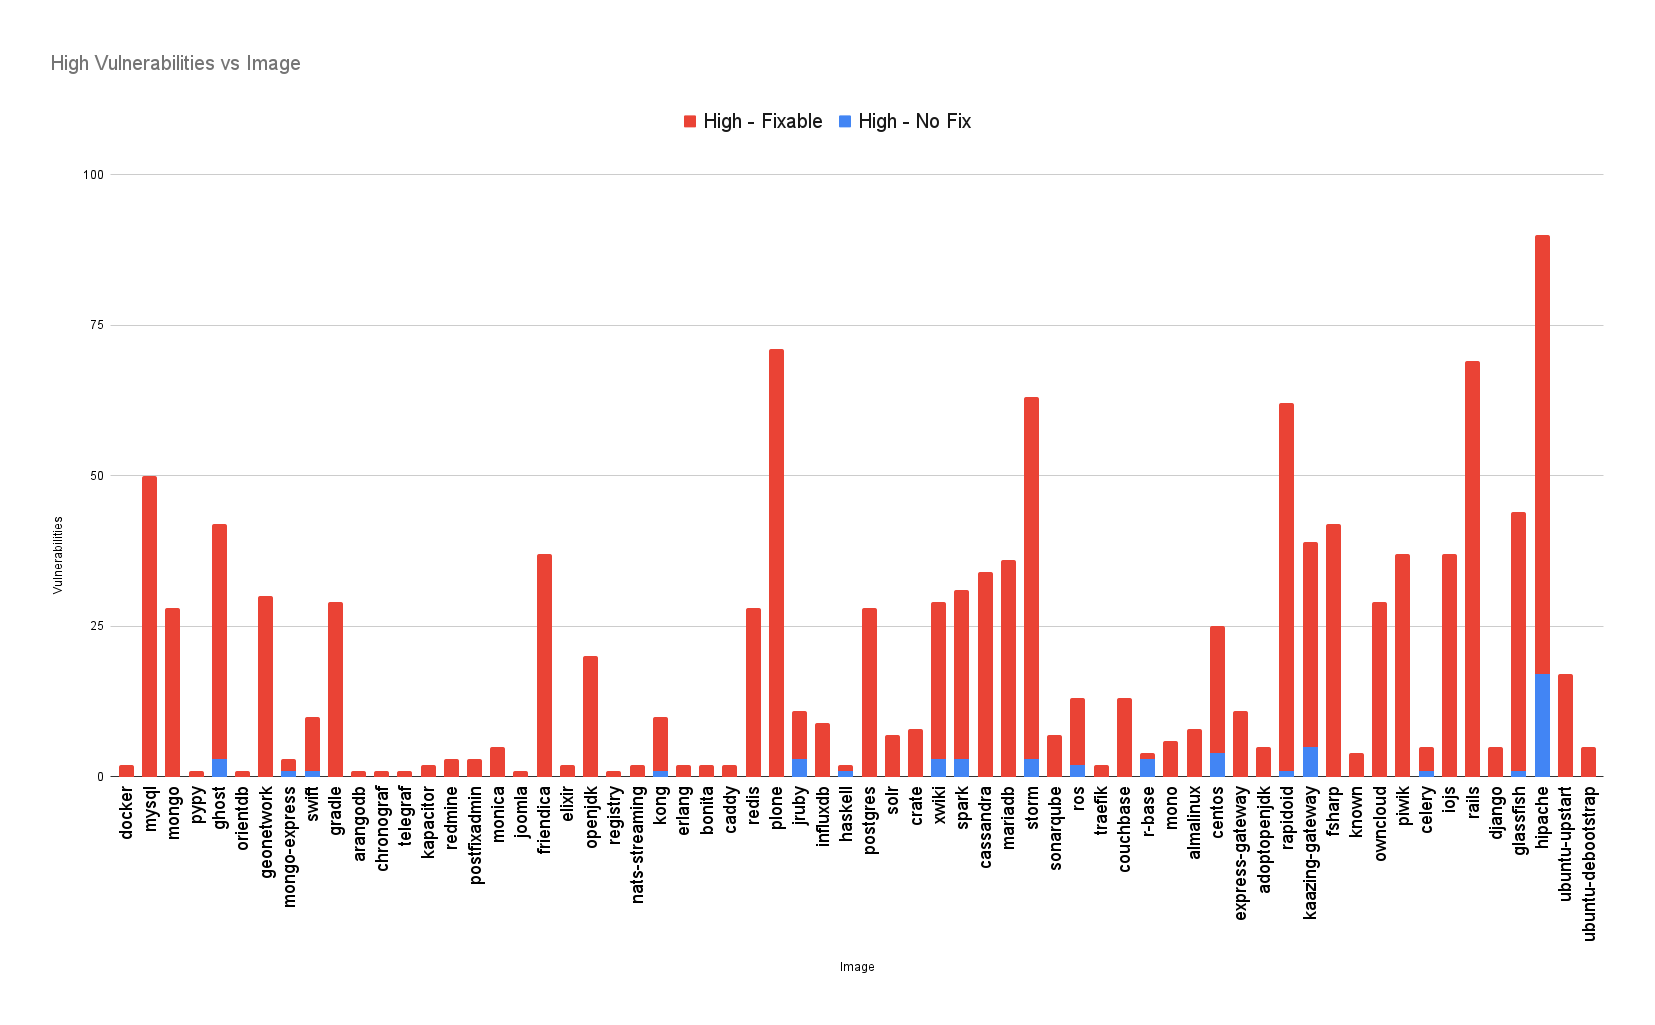 High Vulnerabilities vs Image
High - Fixable
High - No Fix
100
75
50
25
0
Vulnerabilities
docker
mysql
mongo
pypy
ghost
orientdb
geonetwork
mongo-express
swift
gradle
arangodb
chronograf
telegraf
kapacitor
redmine
postfixadmin
monica
joomla
friendica
elixir
openjdk
registry
nats-streaming
kong
erlang
bonita
caddy
redis
plone
jruby
influxdb
haskell
postgres
solr
crate
xwiki
spark
cassandra
mariadb
storm
sonarqube
ros
traefik
couchbase
r-base
mono
almalinux
centos
express-gateway
adoptopenjdk
rapidoid
kaazing-gateway
fsharp
known
owncloud
piwik
celery
iojs
rails
django
glassfish
hipache
ubuntu-upstart
ubuntu-debootstrap
Image